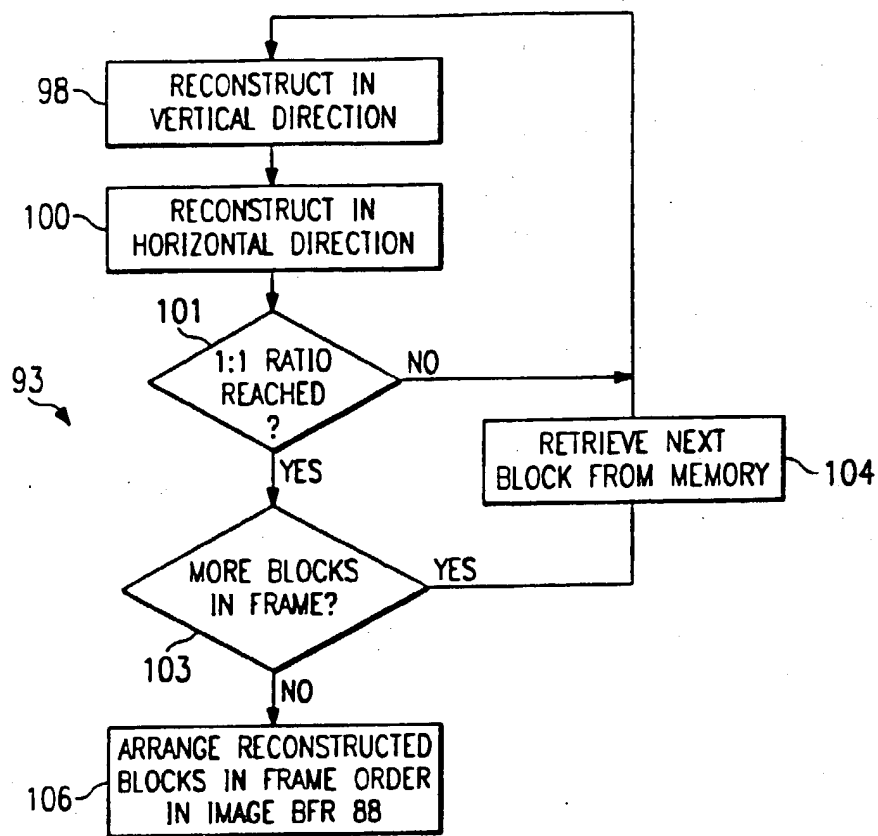 98
RECONSTRUCT IN
VERTICAL DIRECTION
100
RECONSTRUCT IN
HORIZONTAL DIRECTION
101
1:1 RATIO
REACHED
?
NO
93
YES
RETRIEVE NEXT
BLOCK FROM MEMORY
104
MORE BLOCKS
IN FRAME?
YES
103
NO
ARRANGE RECONSTRUCTED
BLOCKS IN FRAME ORDER
IN IMAGE BFR 88
106